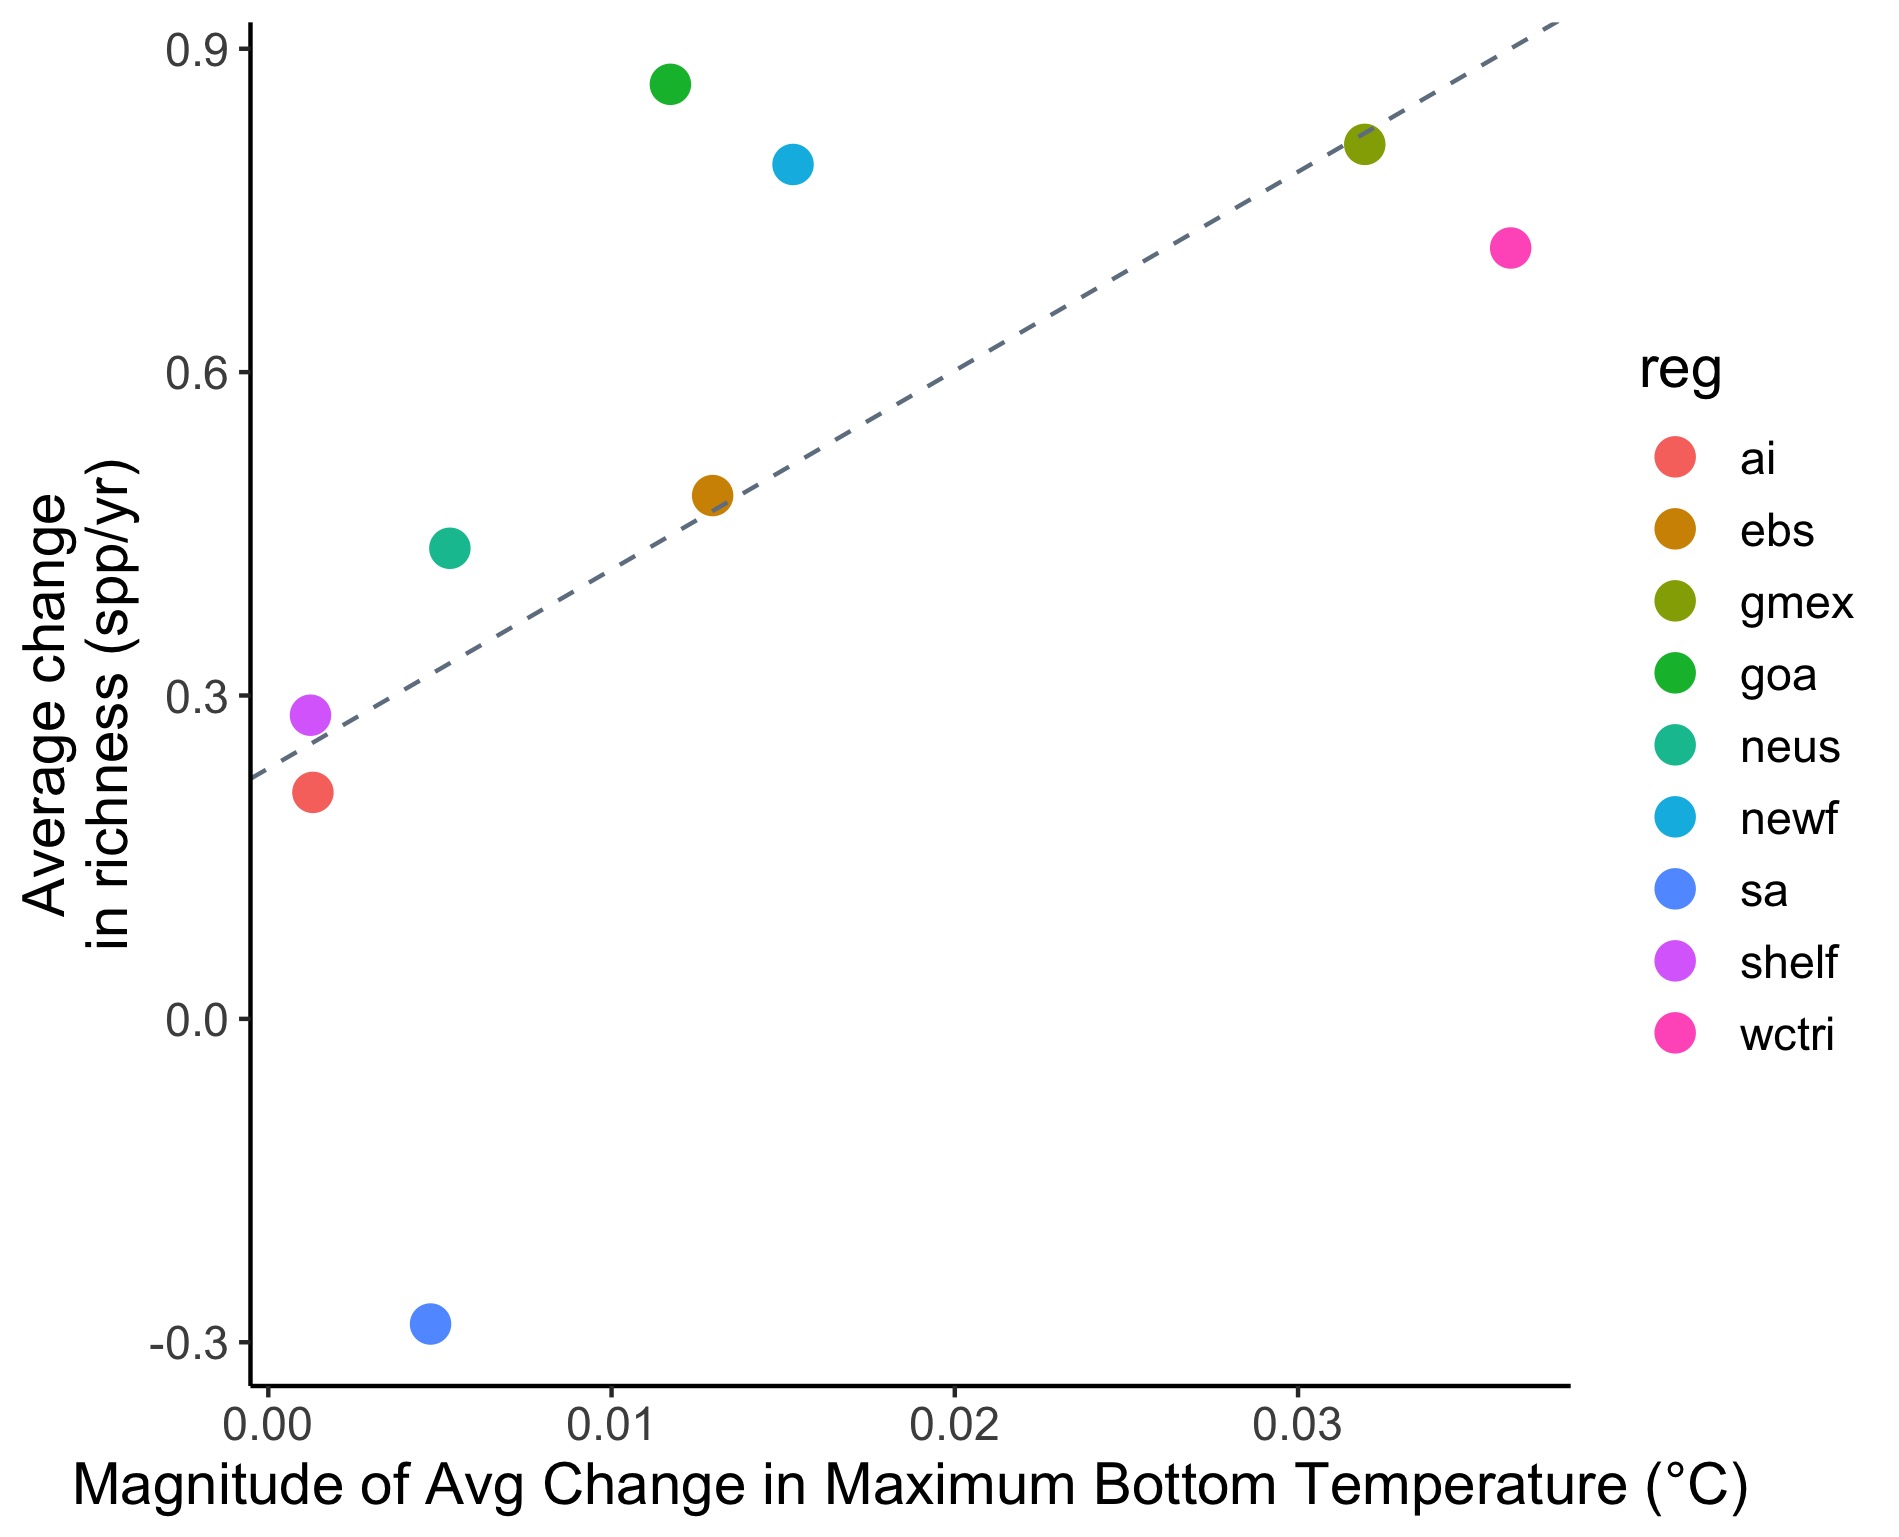 Average change
in richness (spp/yr)
0.9
0.6
0.3
0.0
-0.3
0.00 0.01 0.02 0.03
Magnitude of Avg Change in Maximum Bottom Temperature (°C)
reg
ai
ebs
gmex
goa
neus
newf
sa
shelf
wctri